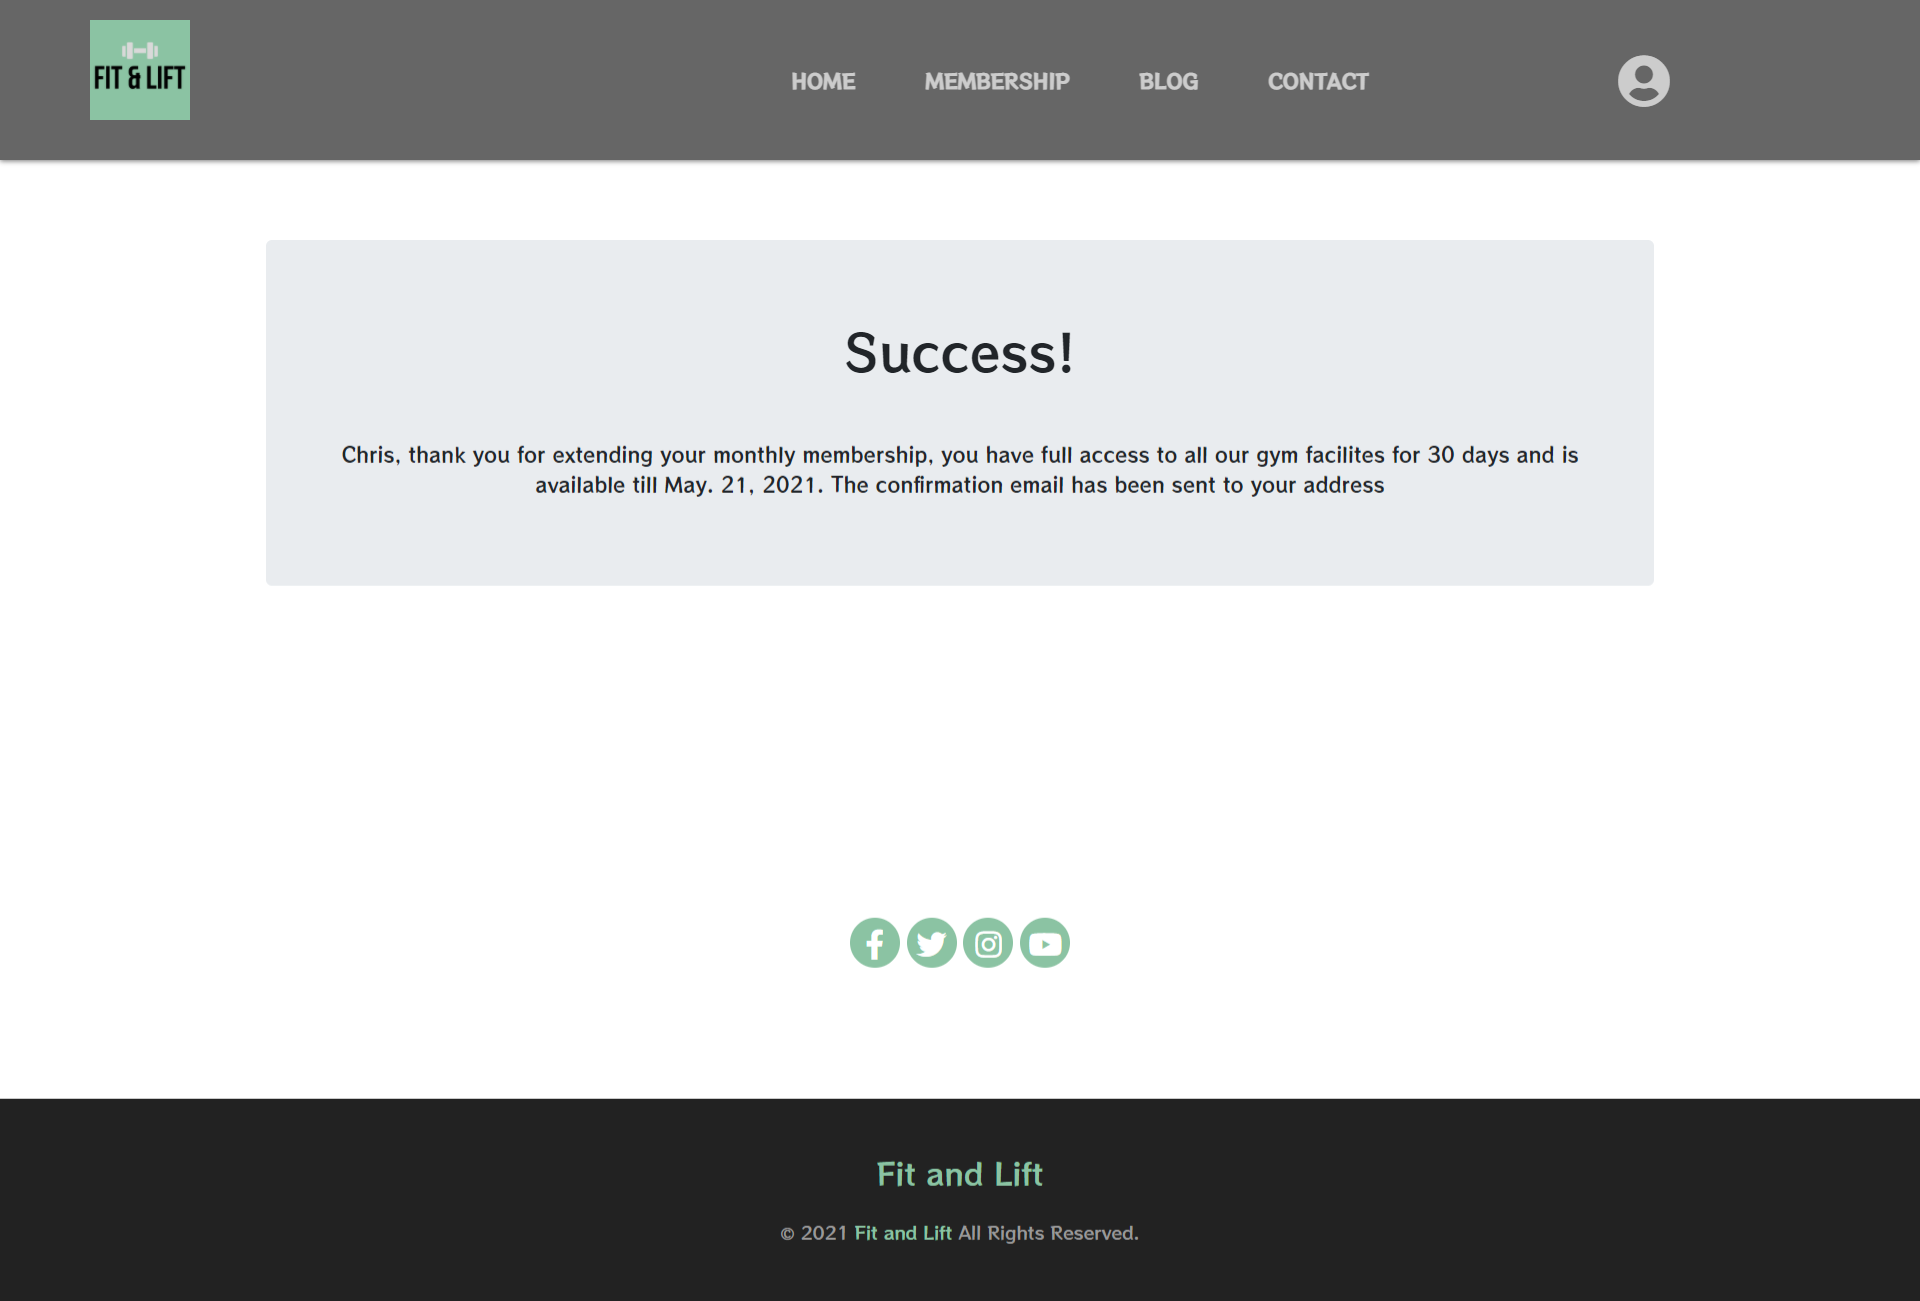 FIT & LIFT
HOME MEMBERSHIP BLOG CONTACT
Success!
Chris, thank you for extending your monthly membership, you have full access to all our gym facilites for 30 days and is
available till May. 21, 2021. The confirmation email has been sent to your address
Fit and Lift
© 2021 Fit and Lift All Rights Reserved.